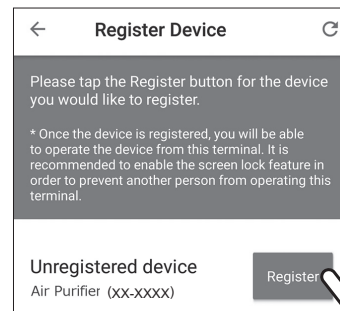 Register Device
Please tap the Register button for the device
you would like to register.
* Once the device is registered, you will be able
to operate the device from this terminal. It is
recommended to enable the screen lock feature in
order to prevent another person from operating this
terminal.
Unregistered device
Register
Air Purifier (XX-XXXX)